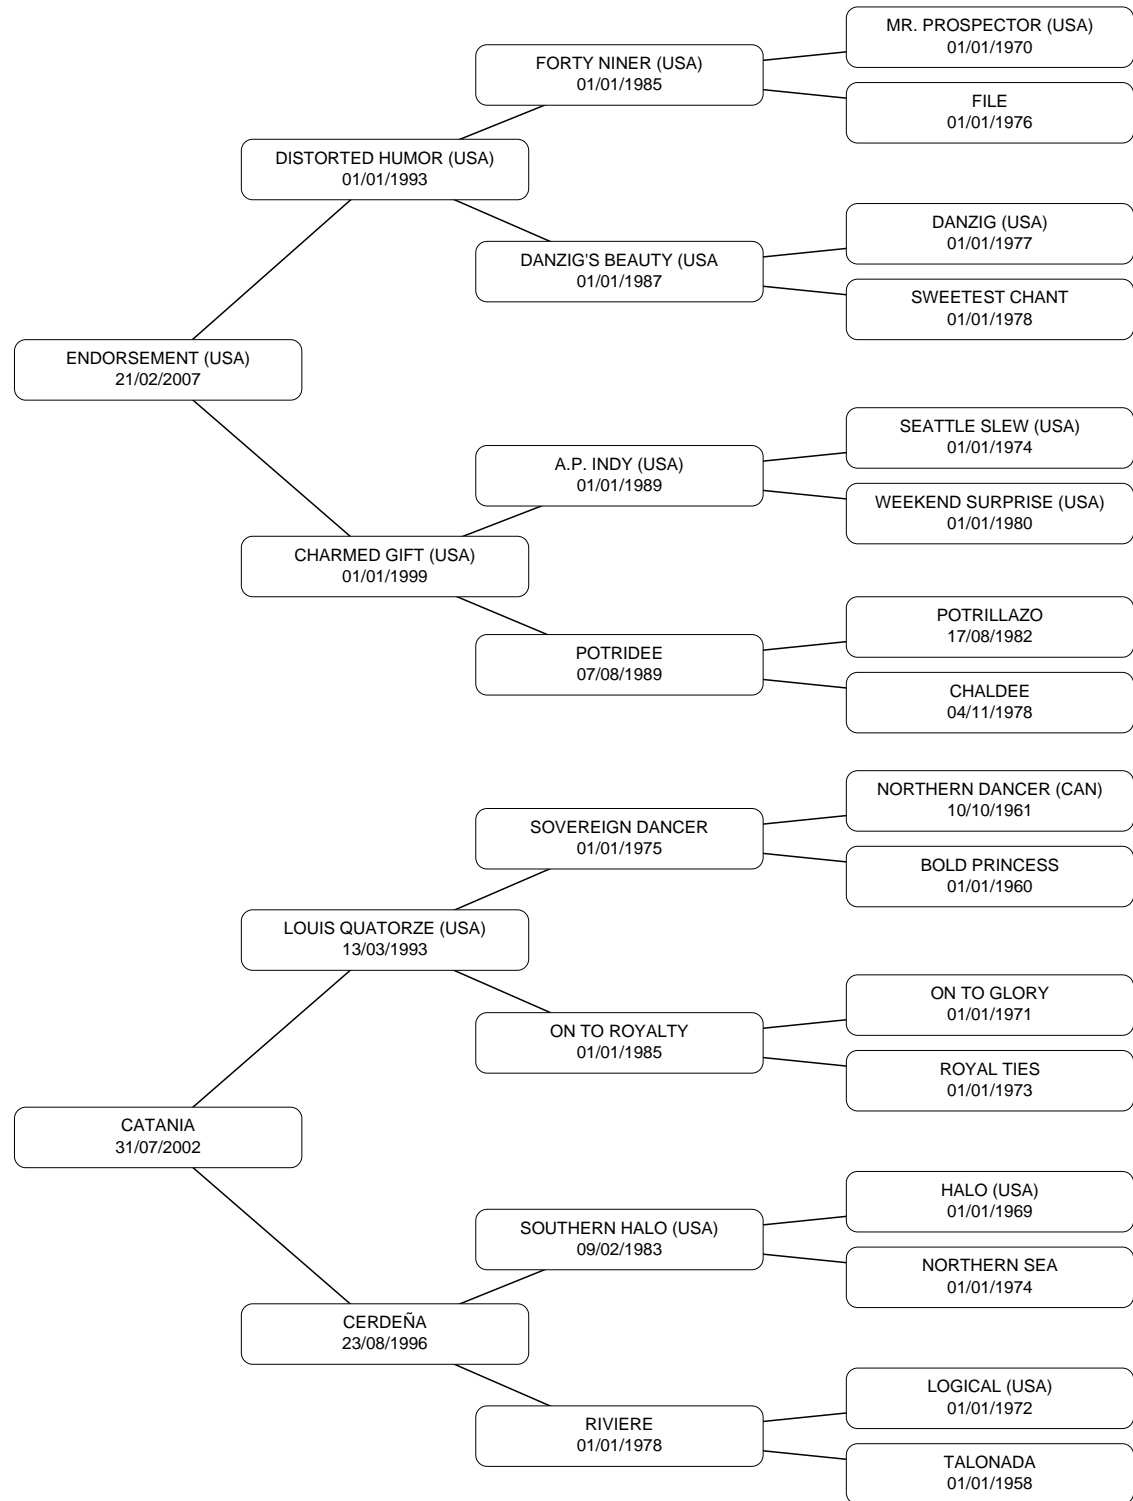 MR. PROSPECTOR (USA)
01/01/1970
FORTY NINER (USA)
01/01/1985
FILE
01/01/1976
DISTORTED HUMOR (USA)
01/01/1993
DANZIG (USA)
01/01/1977
DANZIG'S BEAUTY (USA
01/01/1987
SWEETEST CHANT
01/01/1978
ENDORSEMENT (USA)
21/02/2007
SEATTLE SLEW (USA)
01/01/1974
A.P. INDY (USA)
01/01/1989
WEEKEND SURPRISE (USA)
01/01/1980
CHARMED GIFT (USA)
01/01/1999
POTRILLAZO
17/08/1982
POTRIDEE
07/08/1989
CHALDEE
04/11/1978
NORTHERN DANCER (CAN)
10/10/1961
SOVEREIGN DANCER
01/01/1975
BOLD PRINCESS
01/01/1960
LOUIS QUATORZE (USA)
13/03/1993
ON TO GLORY
01/01/1971
ON TO ROYALTY
01/01/1985
ROYAL TIES
01/01/1973
CATANIA
31/07/2002
HALO (USA)
01/01/1969
SOUTHERN HALO (USA)
09/02/1983
NORTHERN SEA
01/01/1974
CERDEÑA
23/08/1996
LOGICAL (USA)
01/01/1972
RIVIERE
01/01/1978
TALONADA
01/01/1958